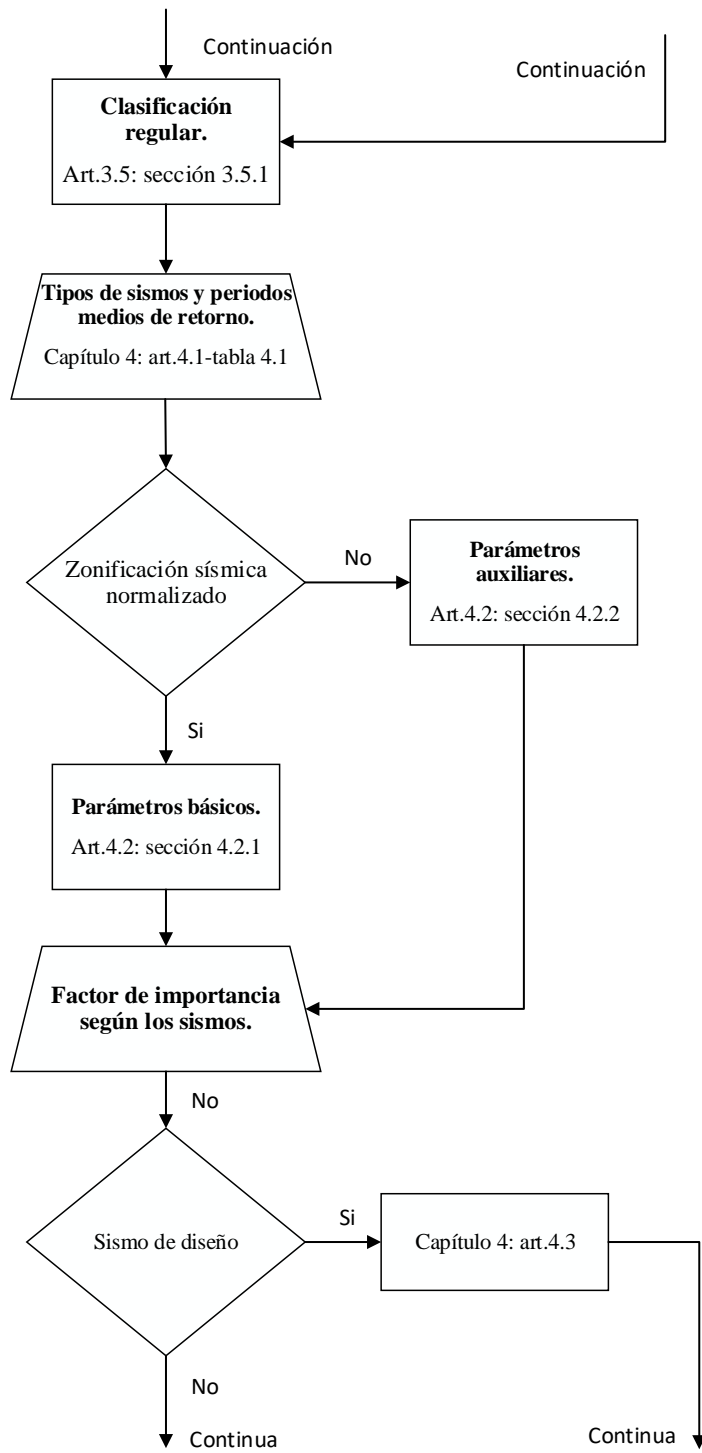 Continuación
Continuación
Clasificación
regular.
Art.3.5: sección 3.5.1
Tipos de sismos y periodos
medios de retorno.
Capítulo 4: art.4.1-tabla 4.1
Zonificación sísmica
normalizado
No
Parámetros
auxiliares.
Art.4.2: sección 4.2.2
Si
Parámetros básicos.
Art.4.2: sección 4.2.1
Factor de importancia
según los sismos.
No
Sismo de diseño
Si
Capítulo 4: art.4.3
No
Continua
Continua